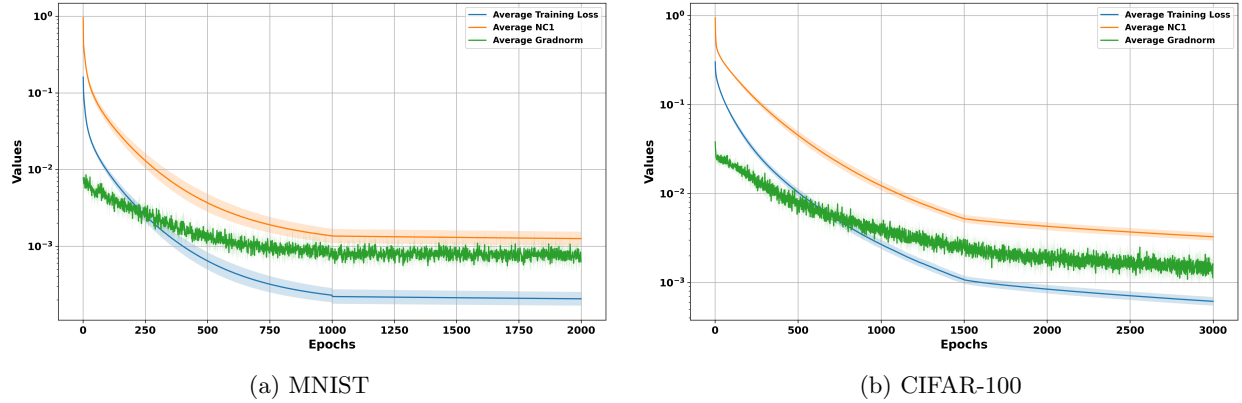 Average Training Loss
Average NC1
Average Gradnorm
Values
10⁰
10⁻¹
10⁻²
10⁻³
0 250 500 750 1000 1250 1500 1750 2000
Epochs
(a) MNIST
Average Training Loss
Average NC1
Average Gradnorm
Values
10⁰
10⁻¹
10⁻²
10⁻³
0 500 1000 1500 2000 2500 3000
Epochs
(b) CIFAR-100